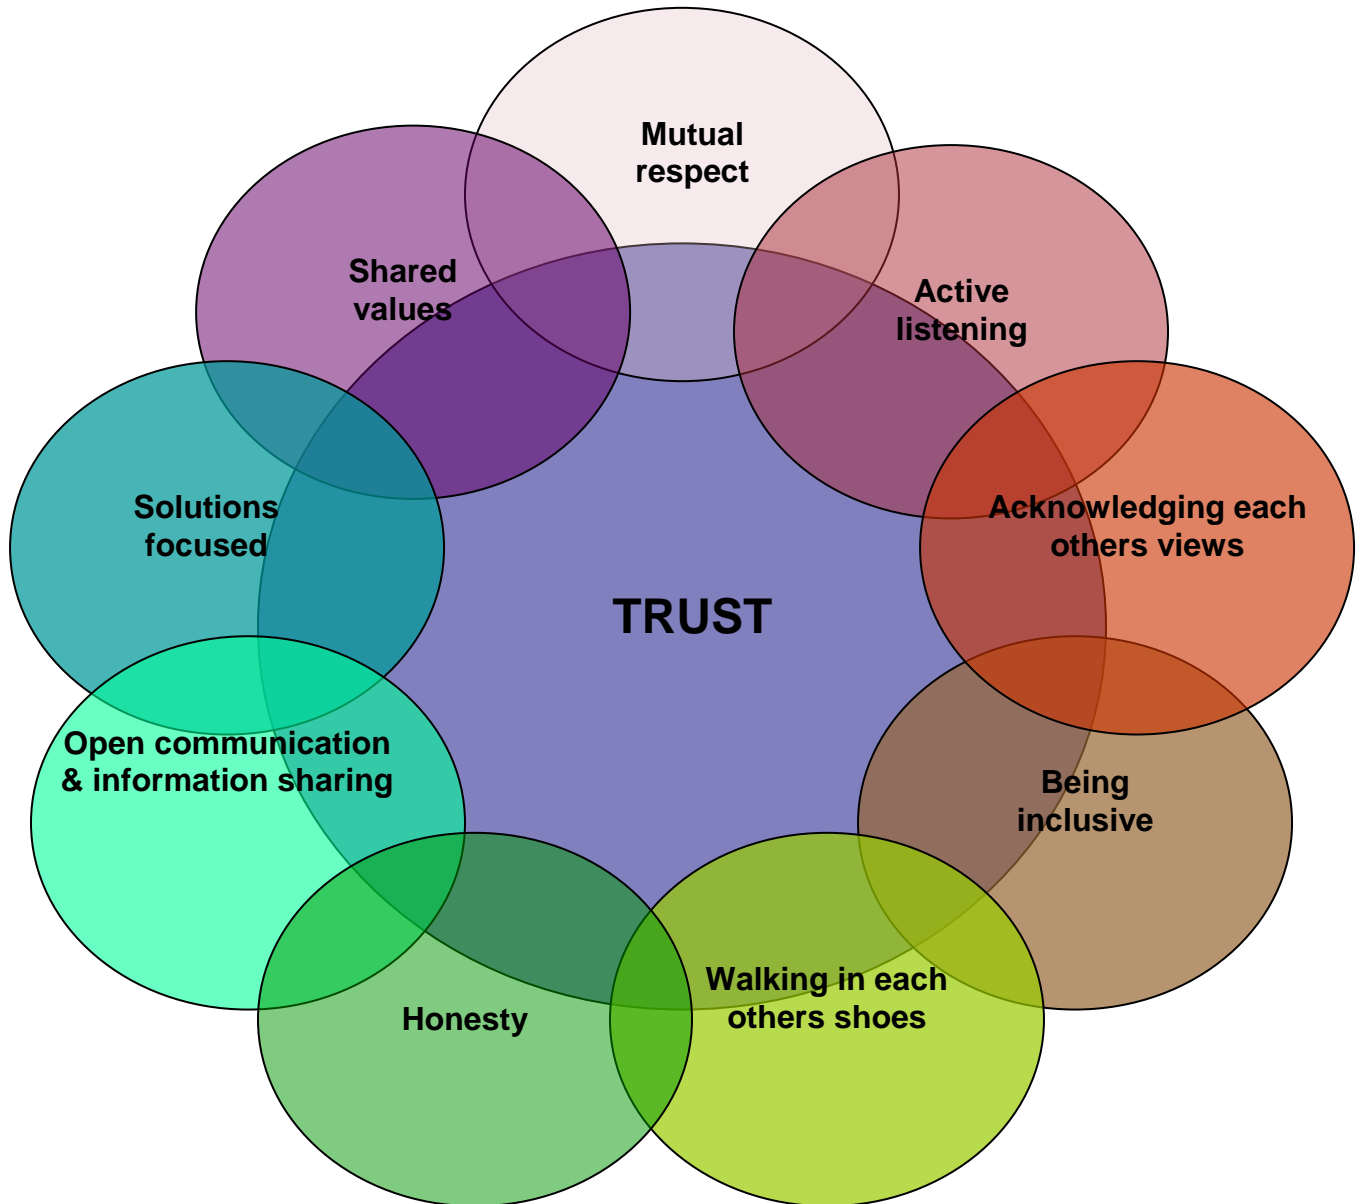 Mutual
respect
Shared
values
Active
listening
Solutions
focused
Acknowledging each
others views
TRUST
Open communication
& information sharing
Being
inclusive
Walking in each
others shoes
Honesty